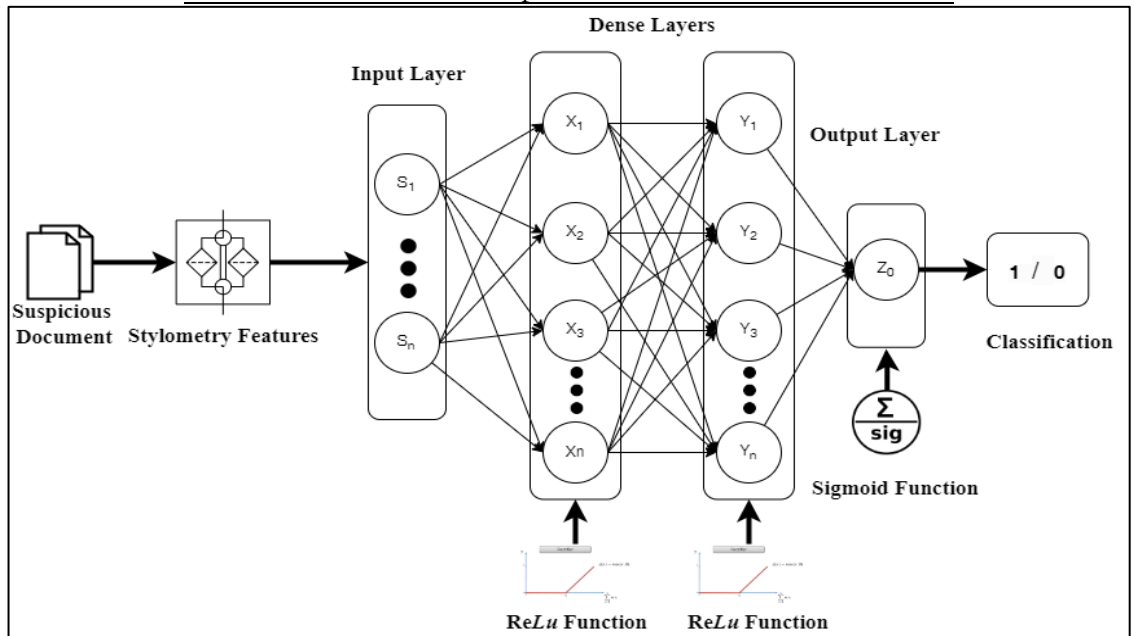 Dense Layers
Input Layer
Output Layer
S1
Sn
X1
X2
X3
Xn
Y1
Y2
Y3
Yn
Z0
1 / 0
Suspicious
Document
Stylometry Features
Classification
Σ
sig
Sigmoid Function
ReLu Function
ReLu Function